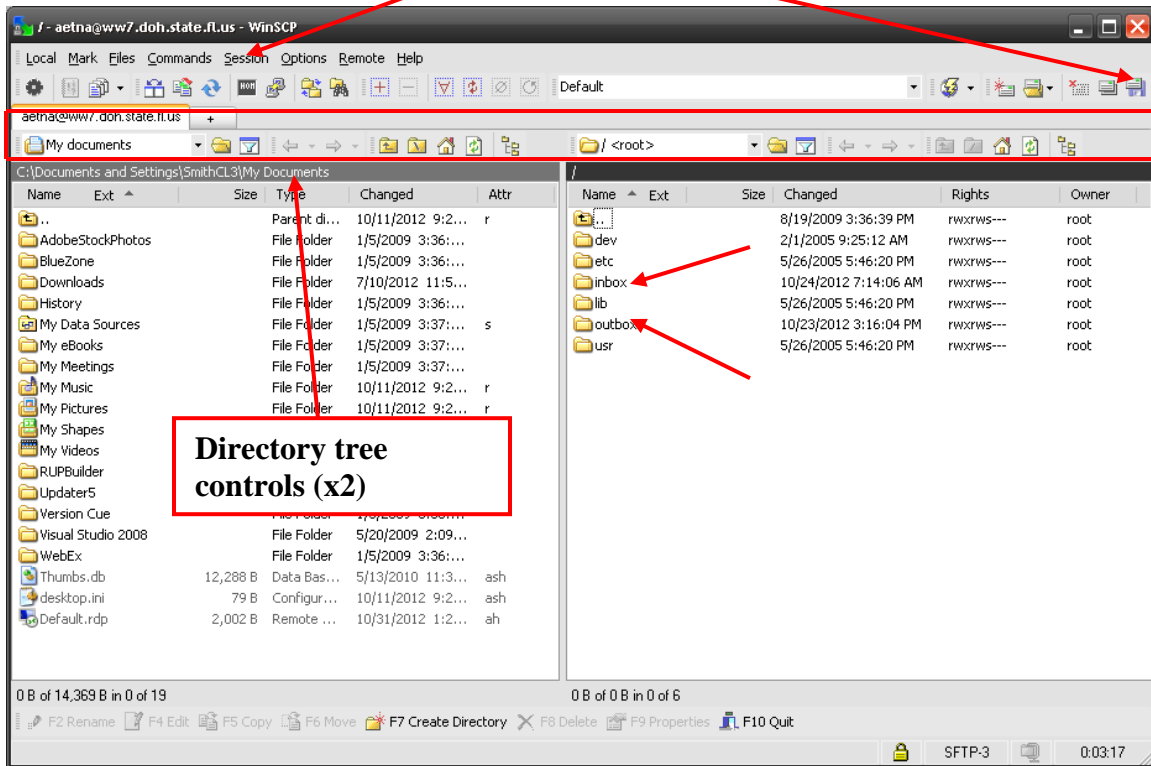 / - aetna@ww7.doh.state.fl.us - WinSCP
Local Mark Files Commands Session Options Remote Help
Default
aetna@ww7.doh.state.fl.us +
My documents / <root>
C:\Documents and Settings\SmithCL3\My Documents /
Name Ext Size Type Changed Attr Name Ext Size Changed Rights Owner
.. Parent di... 10/11/2012 9:2... r .. 8/19/2009 3:36:39 PM rwxrws--- root
AdobeStockPhotos File Folder 1/5/2009 3:36:... dev 2/1/2005 9:25:12 AM rwxrws--- root
BlueZone File Folder 1/5/2009 3:36:... etc 5/26/2005 5:46:20 PM rwxrws--- root
Downloads File Folder 7/10/2012 11:5... inbox 10/24/2012 7:14:06 AM rwxrws--- root
History File Folder 1/5/2009 3:36:... lib 5/26/2005 5:46:20 PM rwxrws--- root
My Data Sources File Folder 1/5/2009 3:37:... s outbox 10/23/2012 3:16:04 PM rwxrws--- root
My eBooks File Folder 1/5/2009 3:37:... usr 5/26/2005 5:46:20 PM rwxrws--- root
My Meetings File Folder 1/5/2009 3:37:...
My Music File Folder 10/11/2012 9:2... r
My Pictures File Folder 10/11/2012 9:2... r
My Shapes
My Videos
RUPBuilder
Updater5
Version Cue
Directory tree
controls (x2)
Visual Studio 2008 File Folder 5/20/2009 2:09...
WebEx File Folder 1/5/2009 3:36:...
Thumbs.db 12,288 B Data Bas... 5/13/2010 11:3... ash
desktop.ini 79 B Configur... 10/11/2012 9:2... ash
Default.rdp 2,002 B Remote ... 10/31/2012 1:2... ah
0 B of 14,369 B in 0 of 19 0 B of 0 B in 0 of 6
F2 Rename F4 Edit F5 Copy F6 Move F7 Create Directory F8 Delete F9 Properties F10 Quit
SFTP-3 0:03:17